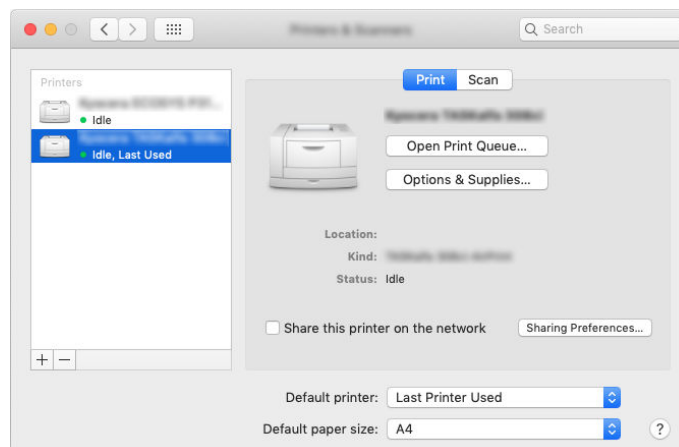 Search
Printers
Idle
Idle, Last Used
Print Scan
Open Print Queue...
Options & Supplies...
Location:
Kind:
Status: Idle
Share this printer on the network Sharing Preferences...
+ −
Default printer: Last Printer Used
Default paper size: A4 ?